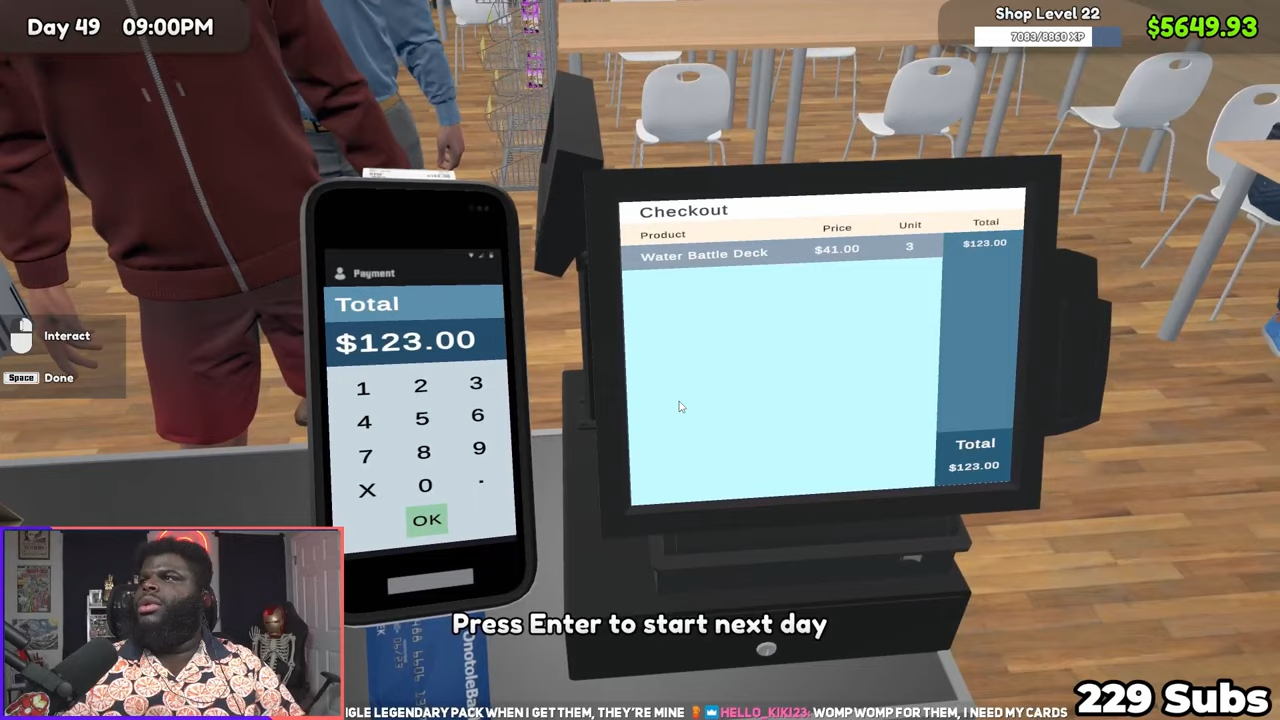 Day 49 09:00PM
Shop Level 22
7083/8860 XP
$5649.93
Interact
Space Done
Payment
Total
$123.00
1 2 3
4 5 6
7 8 9
X 0 .
OK
Checkout
Product Price Unit Total
Water Battle Deck $41.00 3 $123.00
Total
$123.00
Press Enter to start next day
IGLE LEGENDARY PACK WHEN I GET THEM, THEY'RE MINE HELLO_KIKI23: WOMP WOMP FOR THEM, I NEED MY CARDS
229 Subs